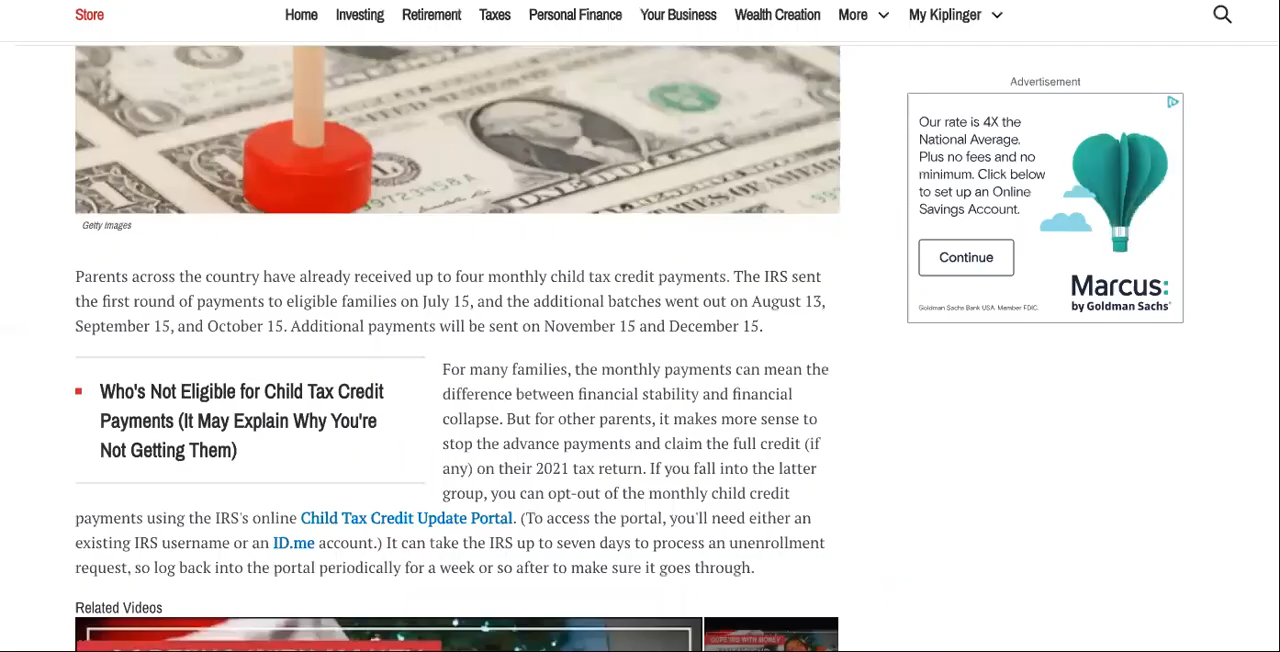 Store
Home Investing Retirement Taxes Personal Finance Your Business Wealth Creation More My Kiplinger
Getty Images
Parents across the country have already received up to four monthly child tax credit payments. The IRS sent
the first round of payments to eligible families on July 15, and the additional batches went out on August 13,
September 15, and October 15. Additional payments will be sent on November 15 and December 15.
Who's Not Eligible for Child Tax Credit
Payments (It May Explain Why You're
Not Getting Them)
For many families, the monthly payments can mean the
difference between financial stability and financial
collapse. But for other parents, it makes more sense to
stop the advance payments and claim the full credit (if
any) on their 2021 tax return. If you fall into the latter
group, you can opt-out of the monthly child credit
payments using the IRS's online Child Tax Credit Update Portal. (To access the portal, you'll need either an
existing IRS username or an ID.me account.) It can take the IRS up to seven days to process an unenrollment
request, so log back into the portal periodically for a week or so after to make sure it goes through.
Related Videos
Advertisement
Our rate is 4X the
National Average.
Plus no fees and no
minimum. Click below
to set up an Online
Savings Account.
Continue
Marcus:
by Goldman Sachs
Goldman Sachs Bank USA. Member FDIC.
ONE DOLLAR